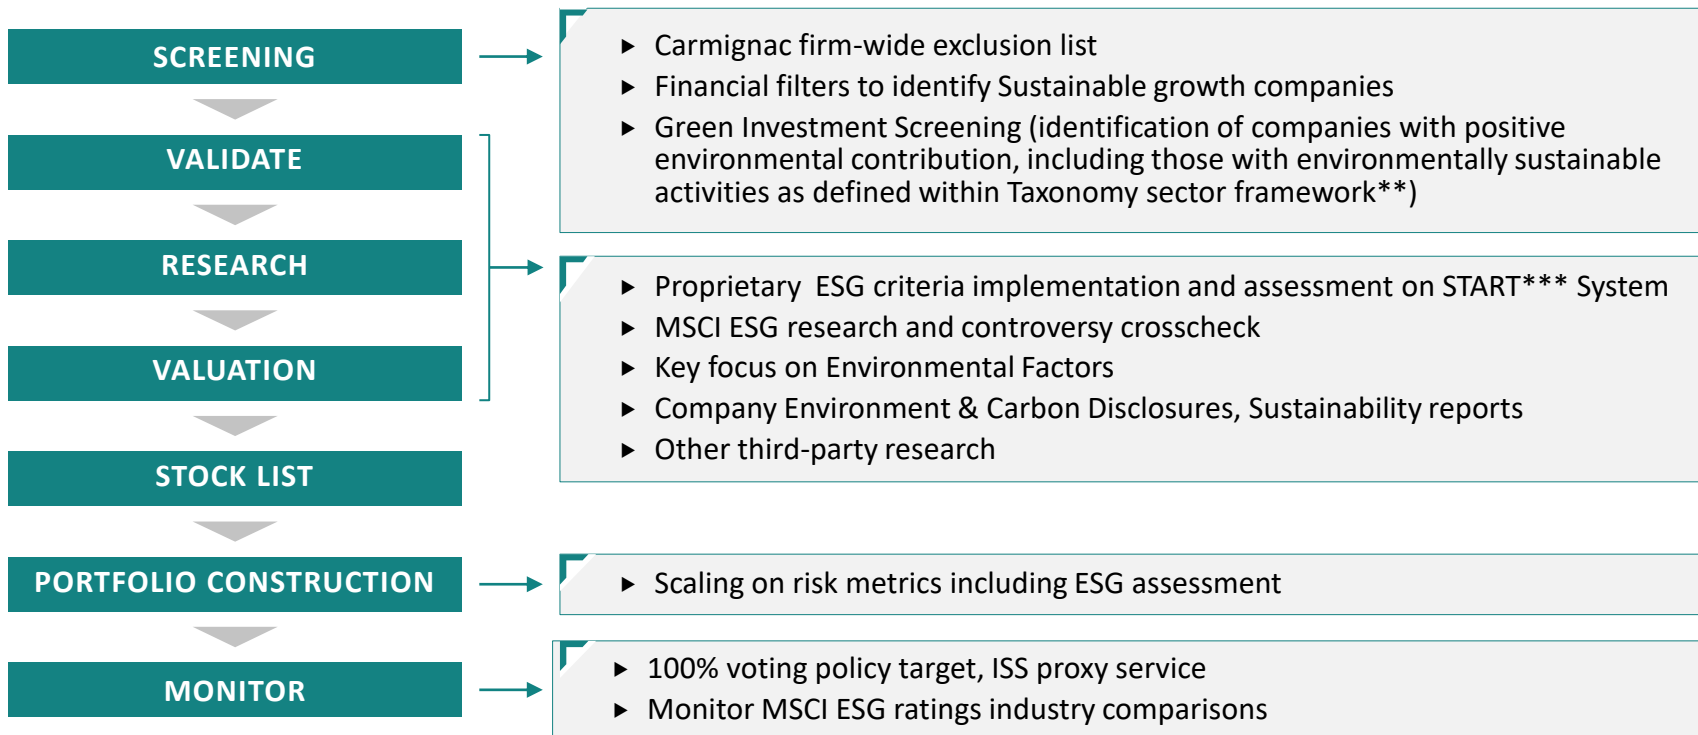 SCREENING
▸ Carmignac firm-wide exclusion list
▸ Financial filters to identify Sustainable growth companies
▸ Green Investment Screening (identification of companies with positive
environmental contribution, including those with environmentally sustainable
activities as defined within Taxonomy sector framework**)
VALIDATE
RESEARCH
VALUATION
▸ Proprietary ESG criteria implementation and assessment on START*** System
▸ MSCI ESG research and controversy crosscheck
▸ Key focus on Environmental Factors
▸ Company Environment & Carbon Disclosures, Sustainability reports
▸ Other third-party research
STOCK LIST
PORTFOLIO CONSTRUCTION
▸ Scaling on risk metrics including ESG assessment
MONITOR
▸ 100% voting policy target, ISS proxy service
▸ Monitor MSCI ESG ratings industry comparisons